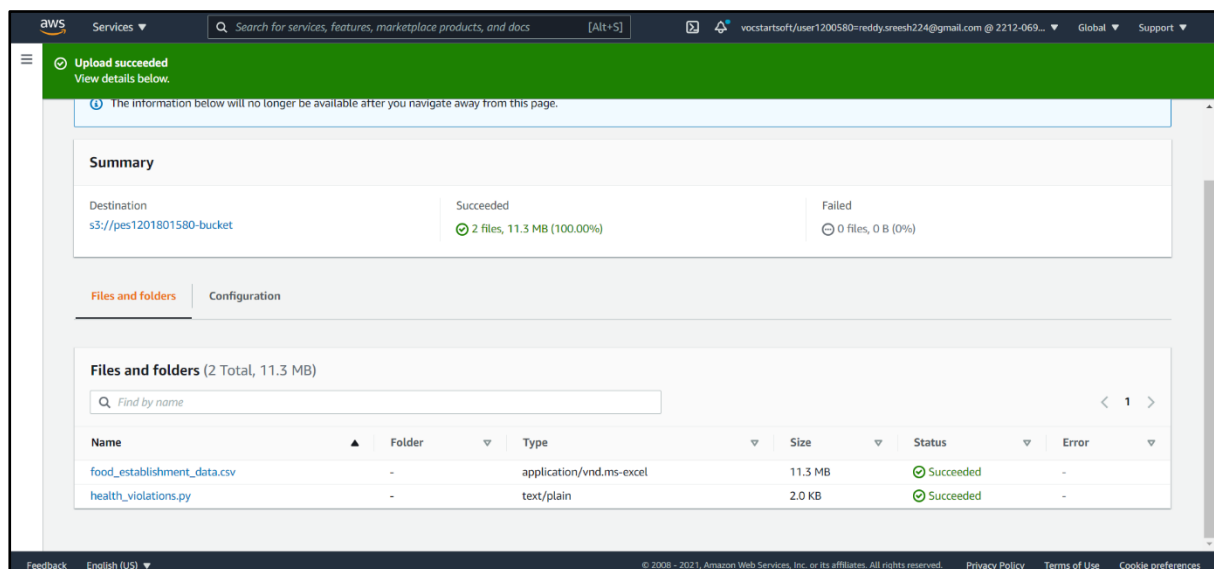 aws Services ▼ Search for services, features, marketplace products, and docs [Alt+S] vocstartsoft/user1200580=reddy.sreesh224@gmail.com @ 2212-069... ▼ Global ▼ Support ▼
Upload succeeded
View details below.
The information below will no longer be available after you navigate away from this page.
Summary
Destination Succeeded Failed
s3://pes1201801580-bucket 2 files, 11.3 MB (100.00%) 0 files, 0 B (0%)
Files and folders Configuration
Files and folders (2 Total, 11.3 MB)
Find by name < 1 >
Name Folder Type Size Status Error
food_establishment_data.csv - application/vnd.ms-excel 11.3 MB Succeeded -
health_violations.py - text/plain 2.0 KB Succeeded -
Feedback English (US) ▼ © 2008 - 2021, Amazon Web Services, Inc. or its affiliates. All rights reserved. Privacy Policy Terms of Use Cookie preferences